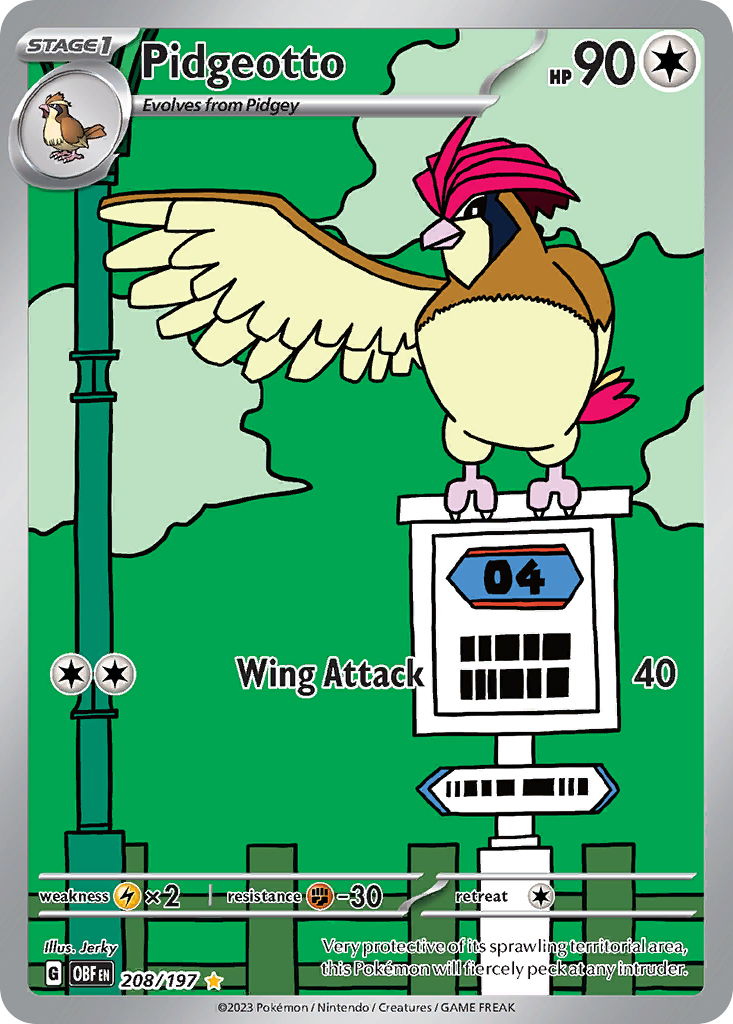 STAGE1 Pidgeotto HP 90
Evolves from Pidgey
04
Wing Attack 40
weakness ×2 resistance -30 retreat
Illus. Jerky
Very protective of its sprawling territorial area,
this Pokémon will fiercely peck at any intruder.
G OBF EN 208/197
©2023 Pokémon / Nintendo / Creatures / GAME FREAK